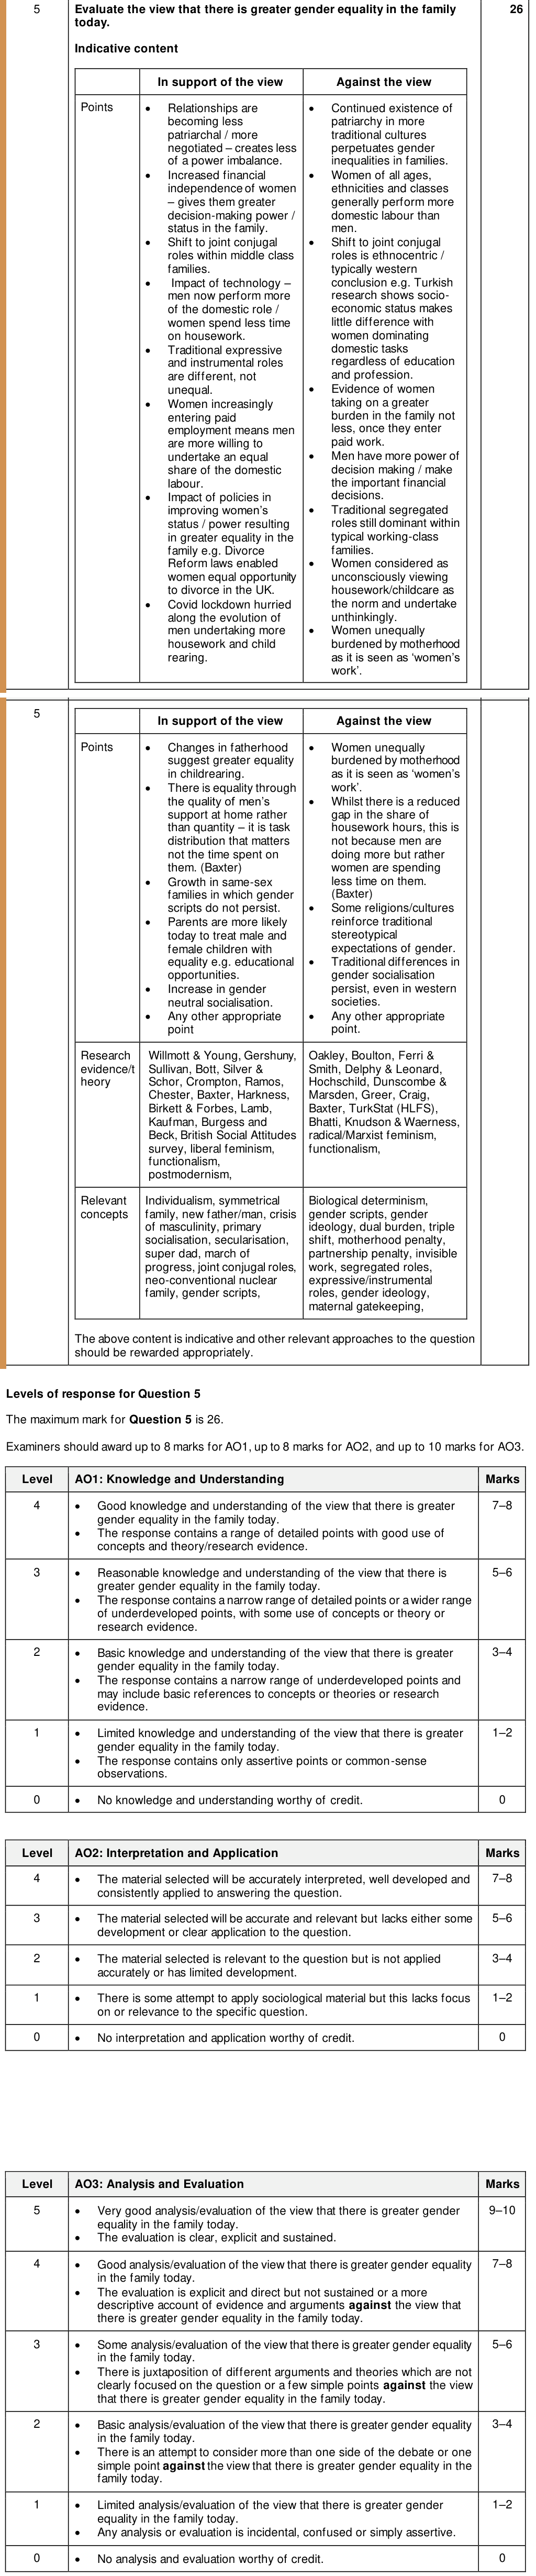 5
Evaluate the view that there is greater gender equality in the family
today.
26
Indicative content
In support of the view
Against the view
Points
• Relationships are
becoming less
patriarchal / more
negotiated – creates less
of a power imbalance.
• Increased financial
independence of women
– gives them greater
decision-making power /
status in the family.
• Shift to joint conjugal
roles within middle class
families.
• Impact of technology –
men now perform more
of the domestic role /
women spend less time
on housework.
• Traditional expressive
and instrumental roles
are different, not
unequal.
• Women increasingly
entering paid
employment means men
are more willing to
undertake an equal
share of the domestic
labour.
• Impact of policies in
improving women's
status / power resulting
in greater equality in the
family e.g. Divorce
Reform laws enabled
women equal opportunity
to divorce in the UK.
• Covid lockdown hurried
along the evolution of
men undertaking more
housework and child
rearing.
• Continued existence of
patriarchy in more
traditional cultures
perpetuates gender
inequalities in families.
• Women of all ages,
ethnicities and classes
generally perform more
domestic labour than
men.
• Shift to joint conjugal
roles is ethnocentric /
typically western
conclusion e.g. Turkish
research shows socio-
economic status makes
little difference with
women dominating
domestic tasks
regardless of education
and profession.
• Evidence of women
taking on a greater
burden in the family not
less, once they enter
paid work.
• Men have more power of
decision making / make
the important financial
decisions.
• Traditional segregated
roles still dominant within
typical working-class
families.
• Women considered as
unconsciously viewing
housework/childcare as
the norm and undertake
unthinkingly.
• Women unequally
burdened by motherhood
as it is seen as 'women's
work'.
5
In support of the view
Against the view
Points
• Changes in fatherhood
suggest greater equality
in childrearing.
• There is equality through
the quality of men's
support at home rather
than quantity – it is task
distribution that matters
not the time spent on
them. (Baxter)
• Growth in same-sex
families in which gender
scripts do not persist.
• Parents are more likely
today to treat male and
female children with
equality e.g. educational
opportunities.
• Increase in gender
neutral socialisation.
• Any other appropriate
point
• Women unequally
burdened by motherhood
as it is seen as 'women's
work'.
• Whilst there is a reduced
gap in the share of
housework hours, this is
not because men are
doing more but rather
women are spending
less time on them.
(Baxter)
• Some religions/cultures
reinforce traditional
stereotypical
expectations of gender.
• Traditional differences in
gender socialisation
persist, even in western
societies.
• Any other appropriate
point.
Research
evidence/t
heory
Willmott & Young, Gershuny,
Sullivan, Bott, Silver &
Schor, Crompton, Ramos,
Chester, Baxter, Harkness,
Birkett & Forbes, Lamb,
Kaufman, Burgess and
Beck, British Social Attitudes
survey, liberal feminism,
functionalism,
postmodernism,
Oakley, Boulton, Ferri &
Smith, Delphy & Leonard,
Hochschild, Dunscombe &
Marsden, Greer, Craig,
Baxter, TurkStat (HLFS),
Bhatti, Knudson & Waerness,
radical/Marxist feminism,
functionalism,
Relevant
concepts
Individualism, symmetrical
family, new father/man, crisis
of masculinity, primary
socialisation, secularisation,
super dad, march of
progress, joint conjugal roles,
neo-conventional nuclear
family, gender scripts,
Biological determinism,
gender scripts, gender
ideology, dual burden, triple
shift, motherhood penalty,
partnership penalty, invisible
work, segregated roles,
expressive/instrumental
roles, gender ideology,
maternal gatekeeping,
The above content is indicative and other relevant approaches to the question
should be rewarded appropriately.
Levels of response for Question 5
The maximum mark for Question 5 is 26.
Examiners should award up to 8 marks for AO1, up to 8 marks for AO2, and up to 10 marks for AO3.
Level
AO1: Knowledge and Understanding
Marks
4
• Good knowledge and understanding of the view that there is greater
gender equality in the family today.
• The response contains a range of detailed points with good use of
concepts and theory/research evidence.
7–8
3
• Reasonable knowledge and understanding of the view that there is
greater gender equality in the family today.
• The response contains a narrow range of detailed points or a wider range
of underdeveloped points, with some use of concepts or theory or
research evidence.
5–6
2
• Basic knowledge and understanding of the view that there is greater
gender equality in the family today.
• The response contains a narrow range of underdeveloped points and
may include basic references to concepts or theories or research
evidence.
3–4
1
• Limited knowledge and understanding of the view that there is greater
gender equality in the family today.
• The response contains only assertive points or common-sense
observations.
1–2
0
• No knowledge and understanding worthy of credit.
0
Level
AO2: Interpretation and Application
Marks
4
• The material selected will be accurately interpreted, well developed and
consistently applied to answering the question.
7–8
3
• The material selected will be accurate and relevant but lacks either some
development or clear application to the question.
5–6
2
• The material selected is relevant to the question but is not applied
accurately or has limited development.
3–4
1
• There is some attempt to apply sociological material but this lacks focus
on or relevance to the specific question.
1–2
0
• No interpretation and application worthy of credit.
0
Level
AO3: Analysis and Evaluation
Marks
5
• Very good analysis/evaluation of the view that there is greater gender
equality in the family today.
• The evaluation is clear, explicit and sustained.
9–10
4
• Good analysis/evaluation of the view that there is greater gender equality
in the family today.
• The evaluation is explicit and direct but not sustained or a more
descriptive account of evidence and arguments against the view that
there is greater gender equality in the family today.
7–8
3
• Some analysis/evaluation of the view that there is greater gender equality
in the family today.
• There is juxtaposition of different arguments and theories which are not
clearly focused on the question or a few simple points against the view
that there is greater gender equality in the family today.
5–6
2
• Basic analysis/evaluation of the view that there is greater gender equality
in the family today.
• There is an attempt to consider more than one side of the debate or one
simple point against the view that there is greater gender equality in the
family today.
3–4
1
• Limited analysis/evaluation of the view that there is greater gender
equality in the family today.
• Any analysis or evaluation is incidental, confused or simply assertive.
1–2
0
• No analysis and evaluation worthy of credit.
0